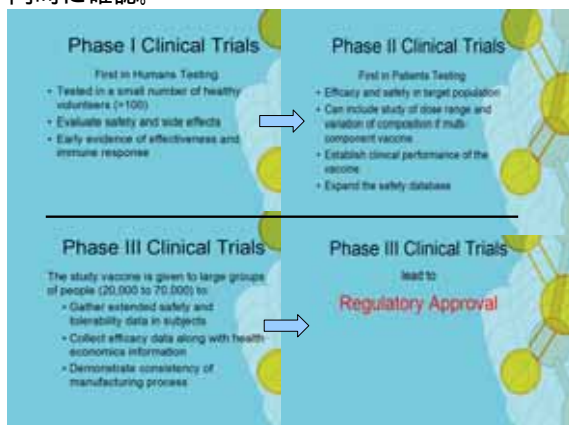 同時に確認。
Phase I Clinical Trials
First in Humans Testing
• Tested in a small number of healthy
volunteers (>100)
• Evaluate safety and side effects
• Early evidence of effectiveness and
immune response
Phase II Clinical Trials
First in Patients Testing
• Efficacy and safety in target population
• Can include study of dose range and
variation of composition if multi-
component vaccine
• Establish clinical performance of the
vaccine
• Expand the safety database
Phase III Clinical Trials
The study vaccine is given to large groups
of people (20,000 to 70,000) to:
• Gather extended safety and
tolerability data in subjects
• Collect efficacy data along with health
economics information
• Demonstrate consistency of
manufacturing process
Phase III Clinical Trials
lead to
Regulatory Approval